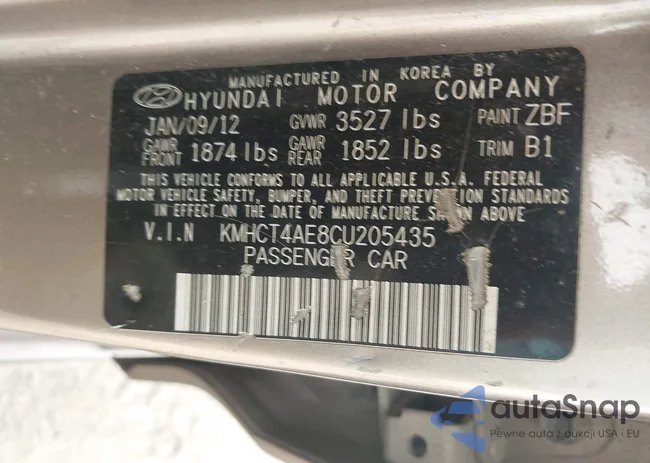 MANUFACTURED IN KOREA BY
HYUNDAI MOTOR COMPANY
JAN/09/12 GVWR 3527 lbs PAINT ZBF
GAWR FRONT 1874 lbs GAWR REAR 1852 lbs TRIM B1
THIS VEHICLE CONFORMS TO ALL APPLICABLE U.S.A. FEDERAL
MOTOR VEHICLE SAFETY, BUMPER, AND THEFT PREVENTION STANDARDS
IN EFFECT ON THE DATE OF MANUFACTURE SHOWN ABOVE.
V.I.N KMHCT4AE8CU205435
PASSENGER CAR
autaSnap
Pewne auta z aukcji USA i EU